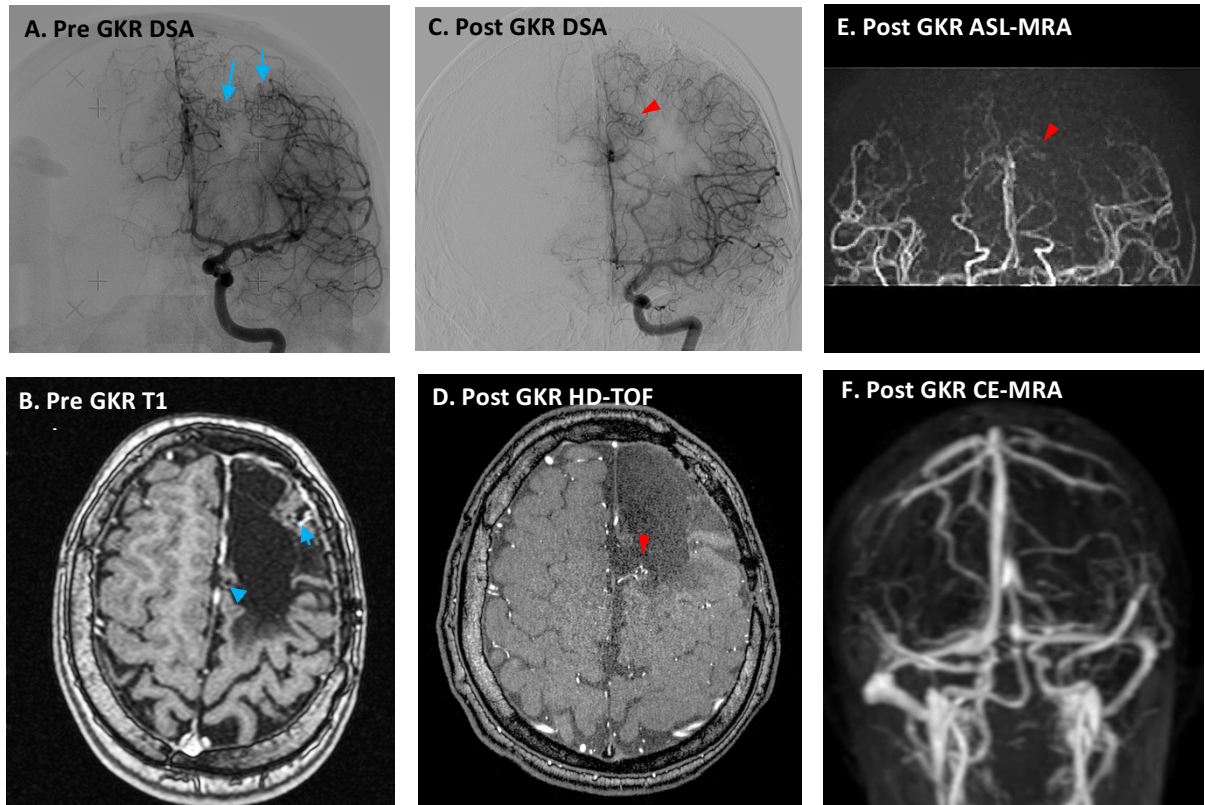 A. Pre GKR DSA
C. Post GKR DSA
E. Post GKR ASL-MRA
B. Pre GKR T1
D. Post GKR HD-TOF
F. Post GKR CE-MRA